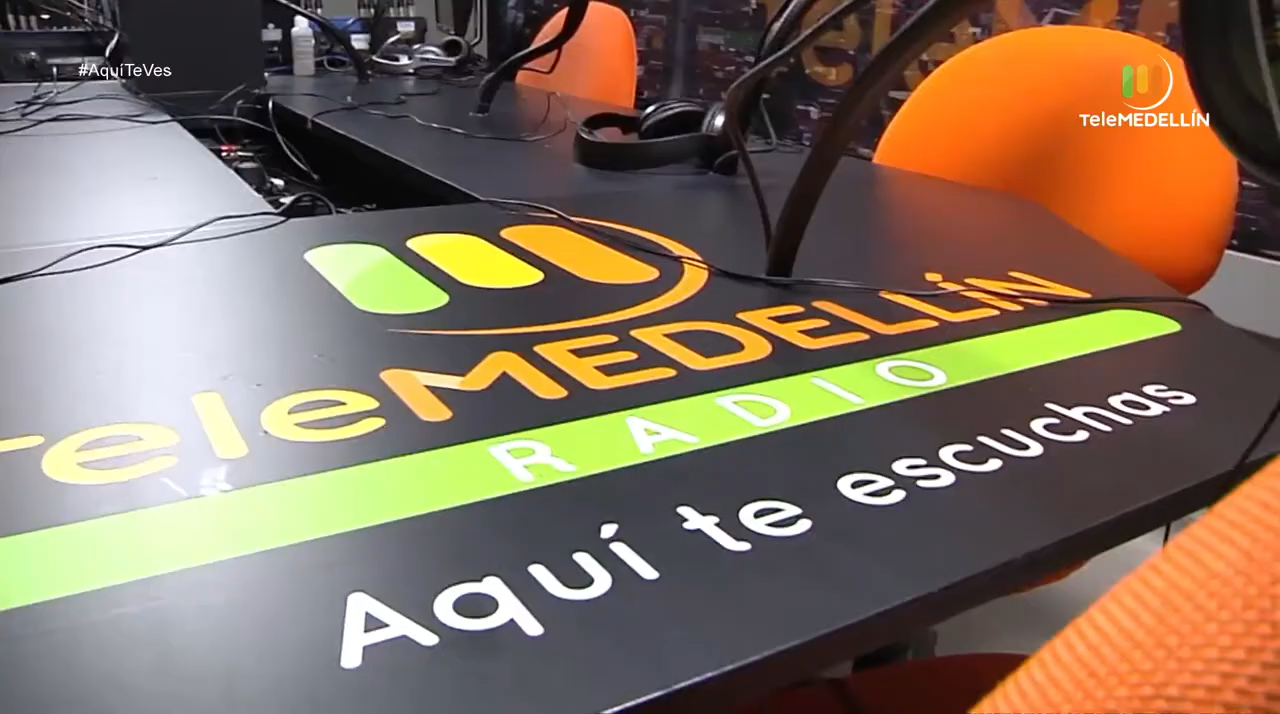 #AquíTeVes
TeleMEDELLÍN
TeleMEDELLÍN
RADIO
Aquí te escuchas